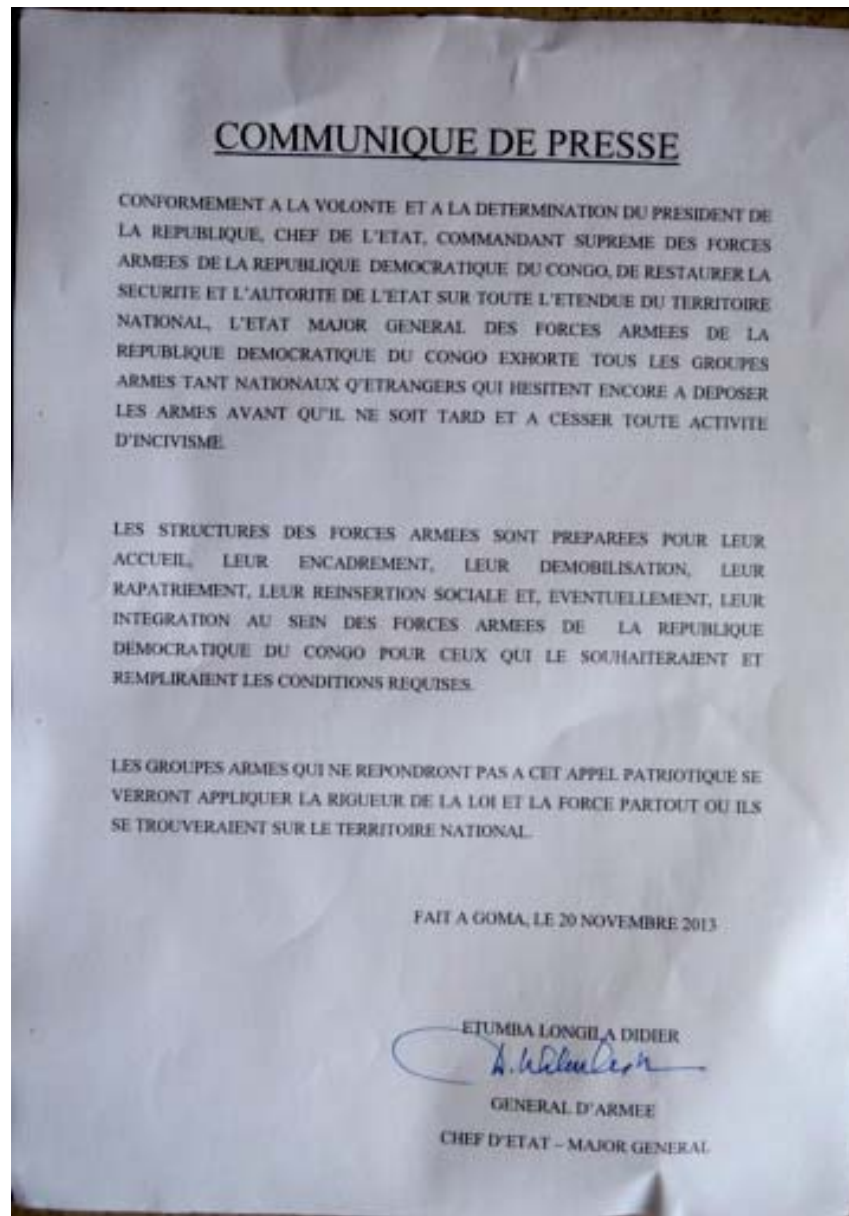 COMMUNIQUE DE PRESSE
CONFORMEMENT A LA VOLONTE ET A LA DETERMINATION DU PRESIDENT DE
LA REPUBLIQUE, CHEF DE L'ETAT, COMMANDANT SUPREME DES FORCES
ARMEES DE LA REPUBLIQUE DEMOCRATIQUE DU CONGO, DE RESTAURER LA
SECURITE ET L'AUTORITE DE L'ETAT SUR TOUTE L'ETENDUE DU TERRITOIRE
NATIONAL, L'ETAT MAJOR GENERAL DES FORCES ARMEES DE LA
REPUBLIQUE DEMOCRATIQUE DU CONGO EXHORTE TOUS LES GROUPES
ARMES TANT NATIONAUX Q'ETRANGERS QUI HESITENT ENCORE A DEPOSER
LES ARMES AVANT QU'IL NE SOIT TARD ET A CESSER TOUTE ACTIVITE
D'INCIVISME.
LES STRUCTURES DES FORCES ARMEES SONT PREPAREES POUR LEUR
ACCUEIL, LEUR ENCADREMENT, LEUR DEMOBILISATION, LEUR
RAPATRIEMENT, LEUR REINSERTION SOCIALE ET, EVENTUELLEMENT, LEUR
INTEGRATION AU SEIN DES FORCES ARMEES DE LA REPUBLIQUE
DEMOCRATIQUE DU CONGO POUR CEUX QUI LE SOUHAITERAIENT ET
REMPLIRAIENT LES CONDITIONS REQUISES.
LES GROUPES ARMES QUI NE REPONDRONT PAS A CET APPEL PATRIOTIQUE SE
VERRONT APPLIQUER LA RIGUEUR DE LA LOI ET LA FORCE PARTOUT OU ILS
SE TROUVERAIENT SUR LE TERRITOIRE NATIONAL.
FAIT A GOMA, LE 20 NOVEMBRE 2013
ETUMBA LONGILA DIDIER
GENERAL D'ARMEE
CHEF D'ETAT – MAJOR GENERAL